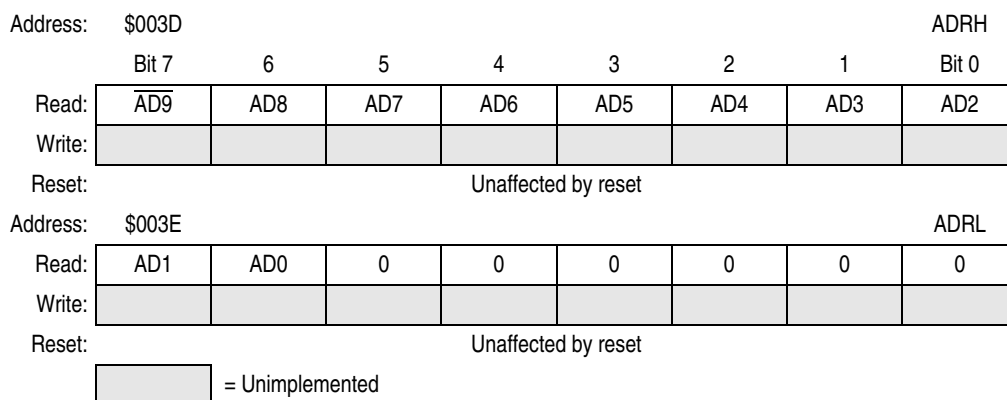 Address: $003D ADRH
Bit 7 6 5 4 3 2 1 Bit 0
Read: A̅D̅9̅ AD8 AD7 AD6 AD5 AD4 AD3 AD2
Write:
Reset: Unaffected by reset
Address: $003E ADRL
Read: AD1 AD0 0 0 0 0 0 0
Write:
Reset: Unaffected by reset
= Unimplemented